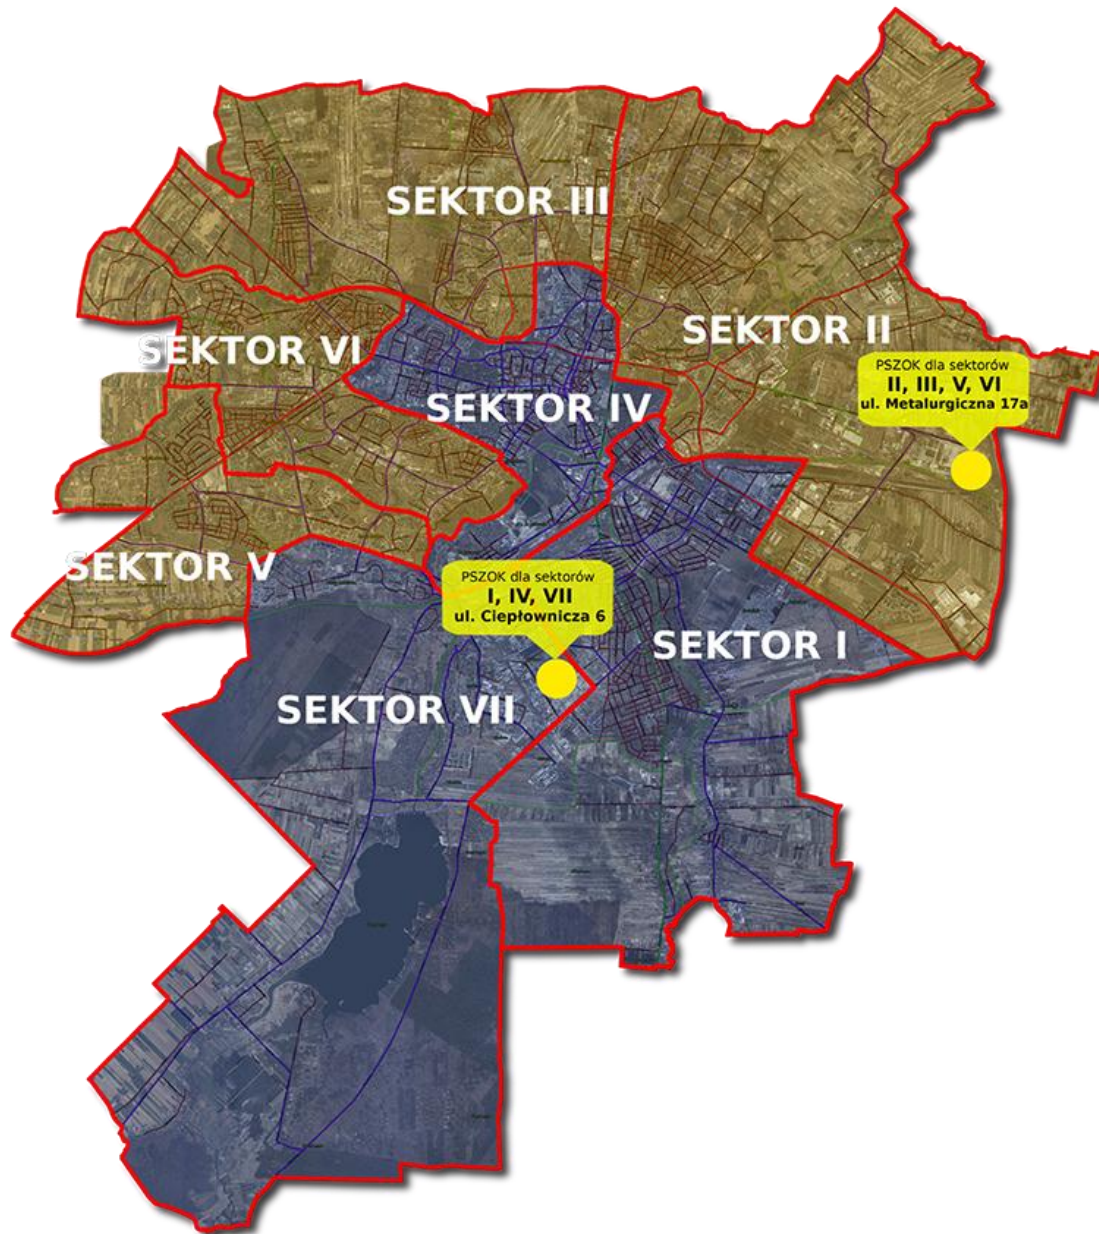 SEKTOR III
SEKTOR II
SEKTOR VI
PSZOK dla sektorów
II, III, V, VI
ul. Metalurgiczna 17a
SEKTOR IV
SEKTOR V
PSZOK dla sektorów
I, IV, VII
ul. Ciepłownicza 6
SEKTOR I
SEKTOR VII